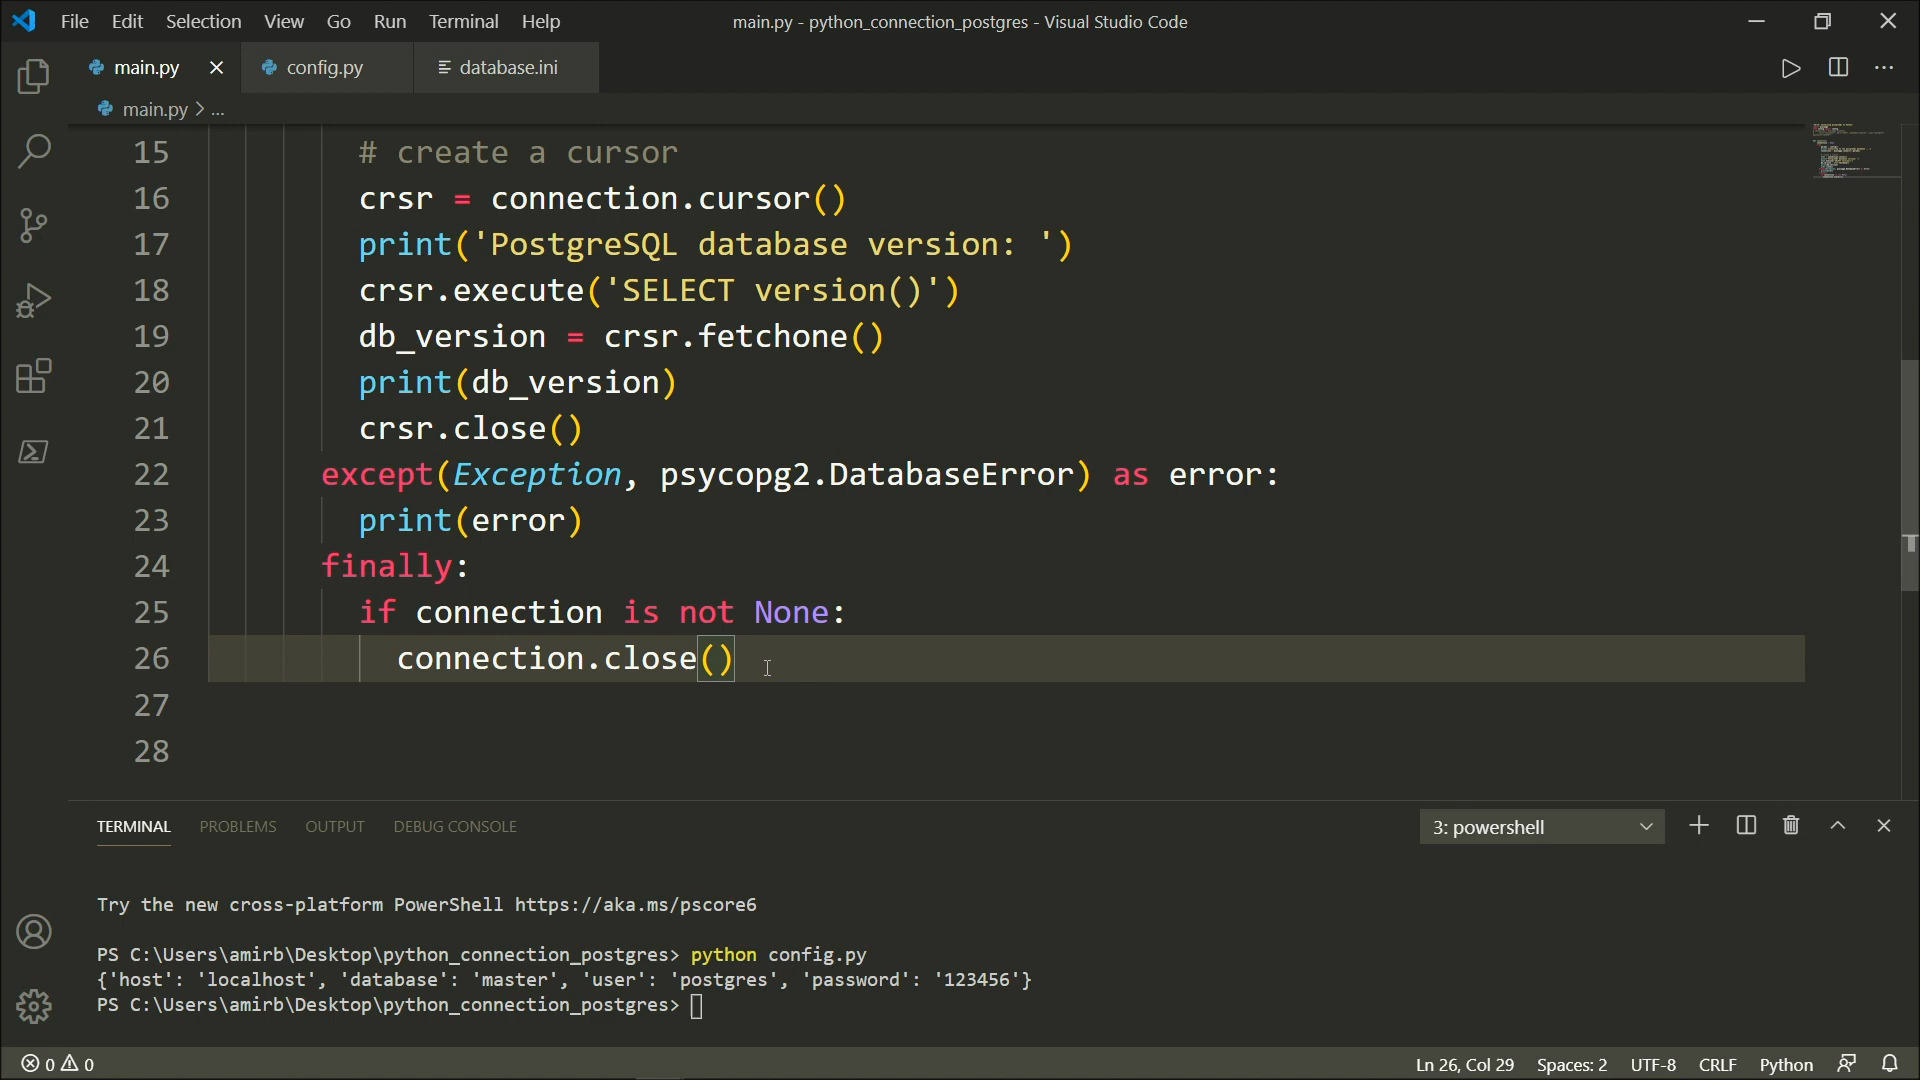 File Edit Selection View Go Run Terminal Help main.py - python_connection_postgres - Visual Studio Code
main.py config.py database.ini
main.py > ...
15 # create a cursor
16 crsr = connection.cursor()
17 print('PostgreSQL database version: ')
18 crsr.execute('SELECT version()')
19 db_version = crsr.fetchone()
20 print(db_version)
21 crsr.close()
22 except(Exception, psycopg2.DatabaseError) as error:
23 print(error)
24 finally:
25 if connection is not None:
26 connection.close()
27
28
TERMINAL PROBLEMS OUTPUT DEBUG CONSOLE 3: powershell
Try the new cross-platform PowerShell https://aka.ms/pscore6
PS C:\Users\amirb\Desktop\python_connection_postgres> python config.py
{'host': 'localhost', 'database': 'master', 'user': 'postgres', 'password': '123456'}
PS C:\Users\amirb\Desktop\python_connection_postgres>
0 0 Ln 26, Col 29 Spaces: 2 UTF-8 CRLF Python